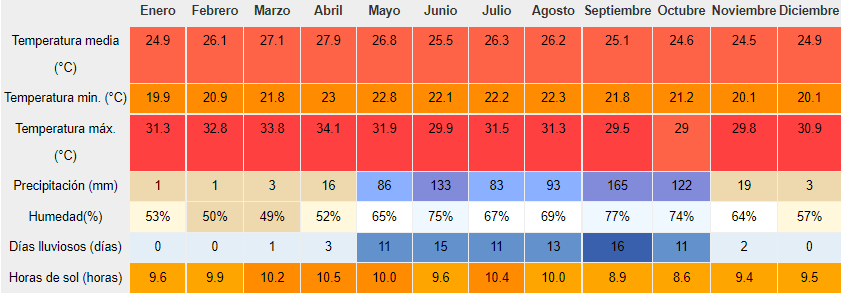 Enero Febrero Marzo Abril Mayo Junio Julio Agosto Septiembre Octubre Noviembre Diciembre
Temperatura media (°C) 24.9 26.1 27.1 27.9 26.8 25.5 26.3 26.2 25.1 24.6 24.5 24.9
Temperatura min. (°C) 19.9 20.9 21.8 23 22.8 22.1 22.2 22.3 21.8 21.2 20.1 20.1
Temperatura máx. (°C) 31.3 32.8 33.8 34.1 31.9 29.9 31.5 31.3 29.5 29 29.8 30.9
Precipitación (mm) 1 1 3 16 86 133 83 93 165 122 19 3
Humedad(%) 53% 50% 49% 52% 65% 75% 67% 69% 77% 74% 64% 57%
Días lluviosos (días) 0 0 1 3 11 15 11 13 16 11 2 0
Horas de sol (horas) 9.6 9.9 10.2 10.5 10.0 9.6 10.4 10.0 8.9 8.6 9.4 9.5